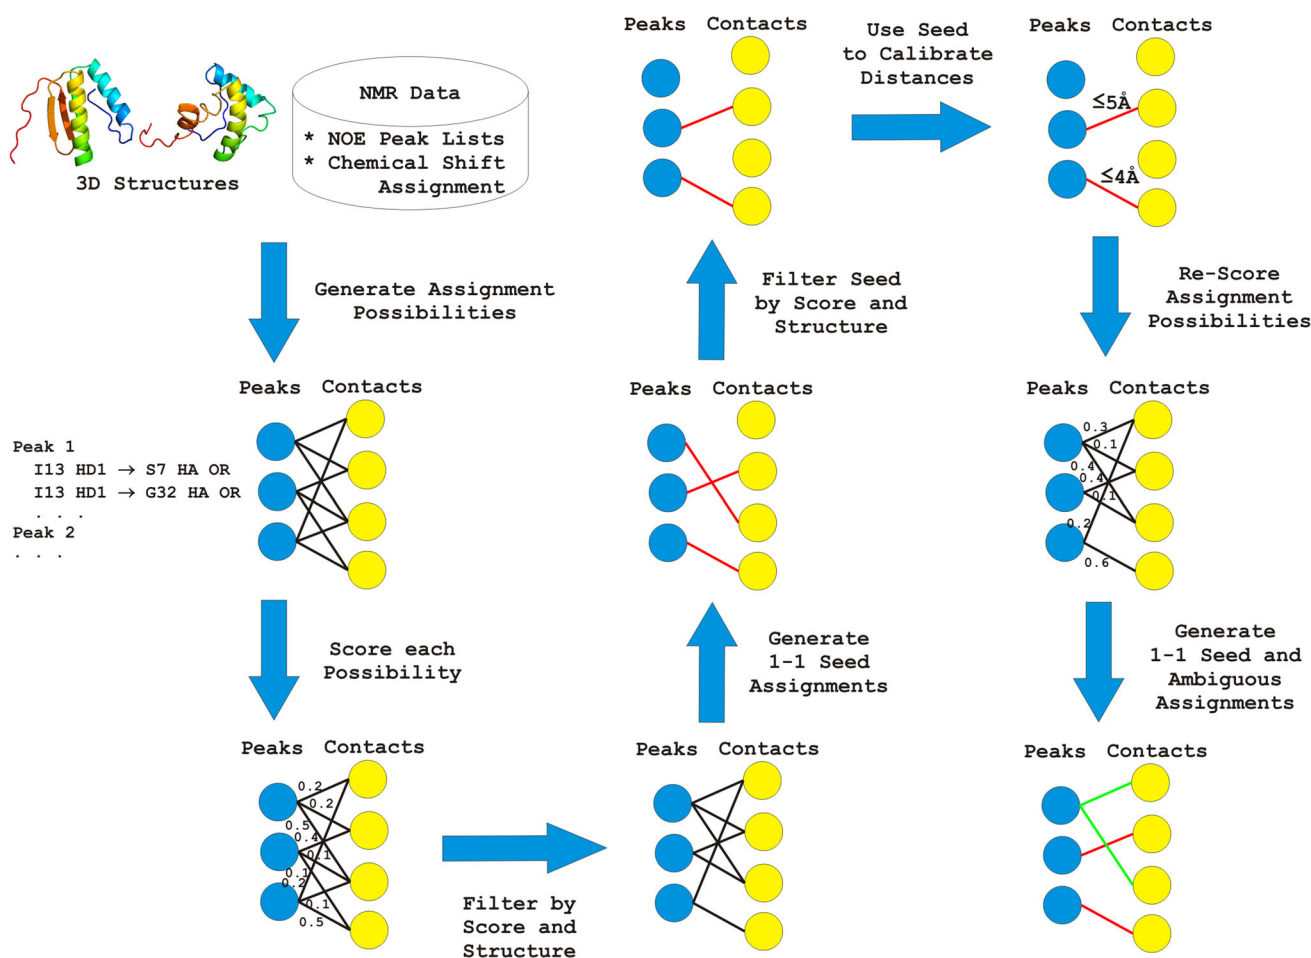 3D Structures
NMR Data
* NOE Peak Lists
* Chemical Shift
Assignment
Generate Assignment
Possibilities
Peaks Contacts
Peak 1
I13 HD1 → S7 HA OR
I13 HD1 → G32 HA OR
. . .
Peak 2
. . .
Score each
Possibility
Peaks Contacts
0.2
0.2
0.5
0.4
0.1
0.1
0.2
0.1
0.5
Filter by
Score and
Structure
Peaks Contacts
Generate
1-1 Seed
Assignments
Peaks Contacts
Filter Seed
by Score and
Structure
Peaks Contacts
Use Seed
to Calibrate
Distances
Peaks Contacts
≤5Å
≤4Å
Re-Score
Assignment
Possibilities
Peaks Contacts
0.3
0.1
0.4
0.4
0.1
0.2
0.6
Generate
1-1 Seed and
Ambiguous
Assignments
Peaks Contacts